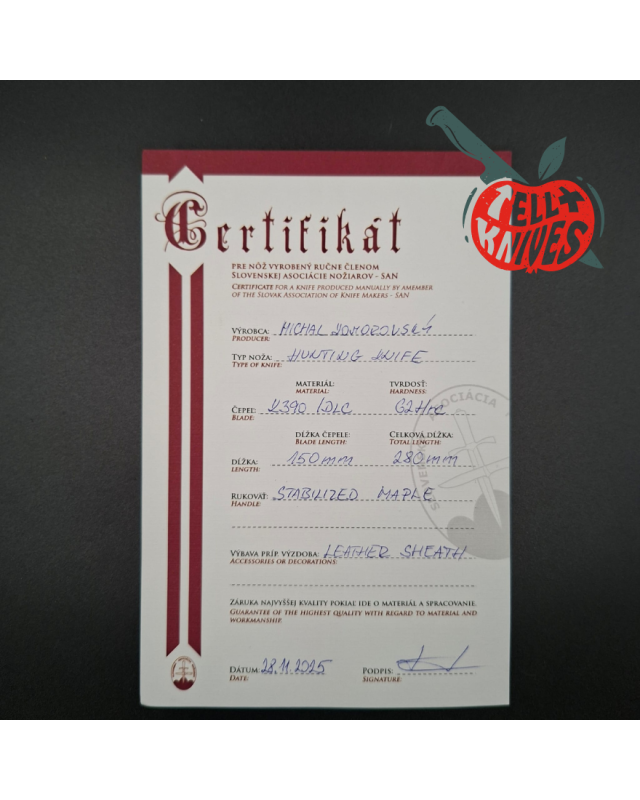 TELL+
KNIVES
Certifikát
PRE NÔŽ VYROBENÝ RUČNE ČLENOM
SLOVENSKEJ ASOCIÁCIE NOŽIAROV - SAN
CERTIFICATE FOR A KNIFE PRODUCED MANUALLY BY AMEMBER
OF THE SLOVAK ASSOCIATION OF KNIFE MAKERS - SAN
VÝROBCA: MICHAL
PRODUCER:
TYP NOŽA: HUNTING KNIFE
TYPE OF KNIFE:
MATERIÁL: TVRDOSŤ:
MATERIAL: HARDNESS:
ČEPEĽ: M390 /DLC 62Hrc
BLADE:
DĹŽKA ČEPELE: CELKOVÁ DĹŽKA:
BLADE LENGTH: TOTAL LENGTH:
DĹŽKA: 150mm 280mm
LENGTH:
RUKOVÄŤ: STABILIZED MAPLE
HANDLE:
VÝBAVA PRÍP. VÝZDOBA: LEATHER SHEATH
ACCESSORIES OR DECORATIONS:
ZÁRUKA NAJVYŠŠEJ KVALITY POKIAĽ IDE O MATERIÁL A SPRACOVANIE.
GUARANTEE OF THE HIGHEST QUALITY WITH REGARD TO MATERIAL AND
WORKMANSHIP.
DÁTUM: 28.11.2025 PODPIS:
DATE: SIGNATURE: